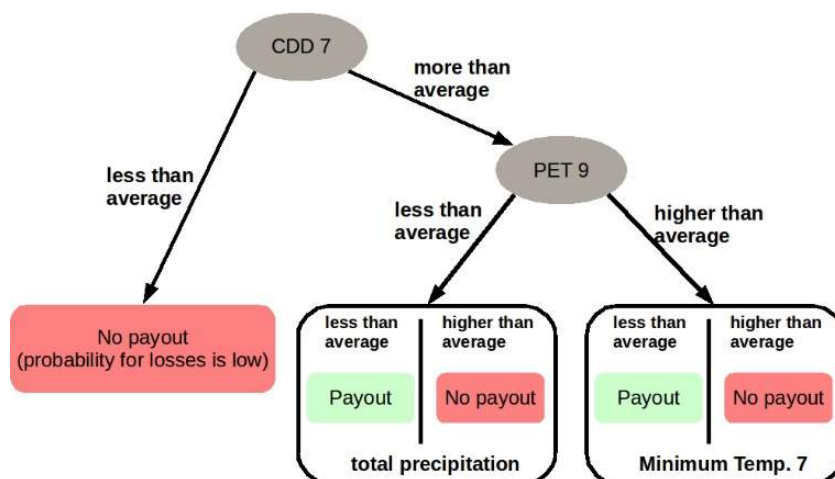 CDD 7
more than
average
PET 9
less than
average
less than
average
higher than
average
No payout
(probability for losses is low)
less than
average
higher than
average
Payout
No payout
total precipitation
less than
average
higher than
average
Payout
No payout
Minimum Temp. 7